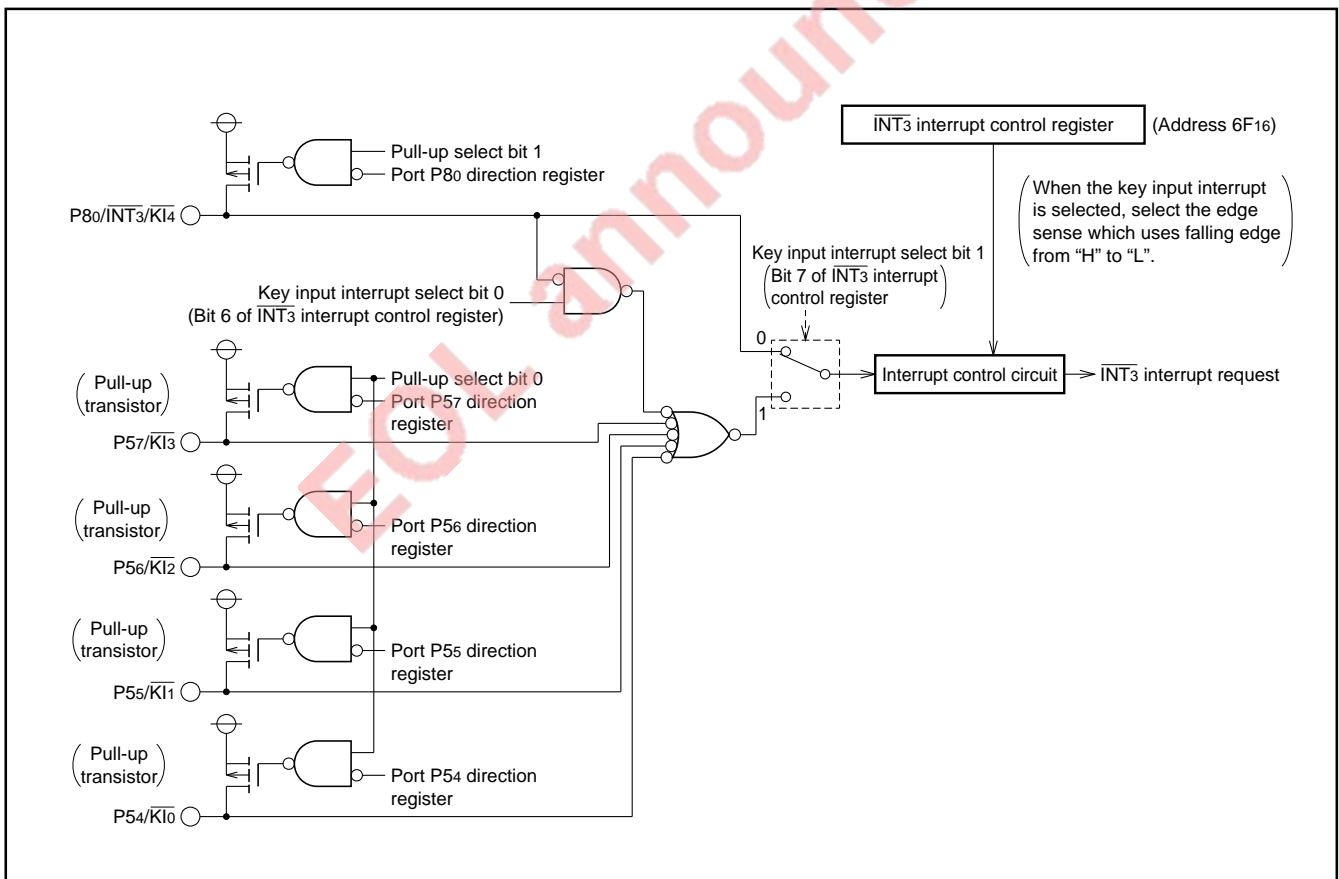 EOL announ
INT3 interrupt control register (Address 6F16)
Pull-up select bit 1
Port P80 direction register
P80/INT3/KI4
(When the key input interrupt
is selected, select the edge
sense which uses falling edge
from “H” to “L”.)
Key input interrupt select bit 1
(Bit 7 of INT3 interrupt
control register)
Key input interrupt select bit 0
(Bit 6 of INT3 interrupt control register)
0
1
Interrupt control circuit
INT3 interrupt request
(Pull-up
transistor)
Pull-up select bit 0
Port P57 direction
register
P57/KI3
(Pull-up
transistor)
Port P56 direction
register
P56/KI2
(Pull-up
transistor)
Port P55 direction
register
P55/KI1
(Pull-up
transistor)
Port P54 direction
register
P54/KI0